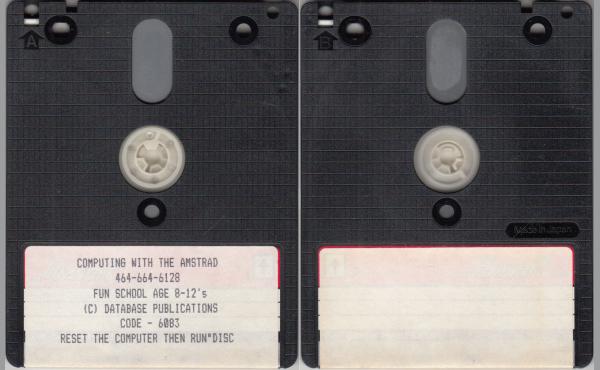 A
COMPUTING WITH THE AMSTRAD
464-664-6128
FUN SCHOOL AGE 8-12's
(C) DATABASE PUBLICATIONS
CODE - 6083
RESET THE COMPUTER THEN RUN"DISC
B
Made in Japan